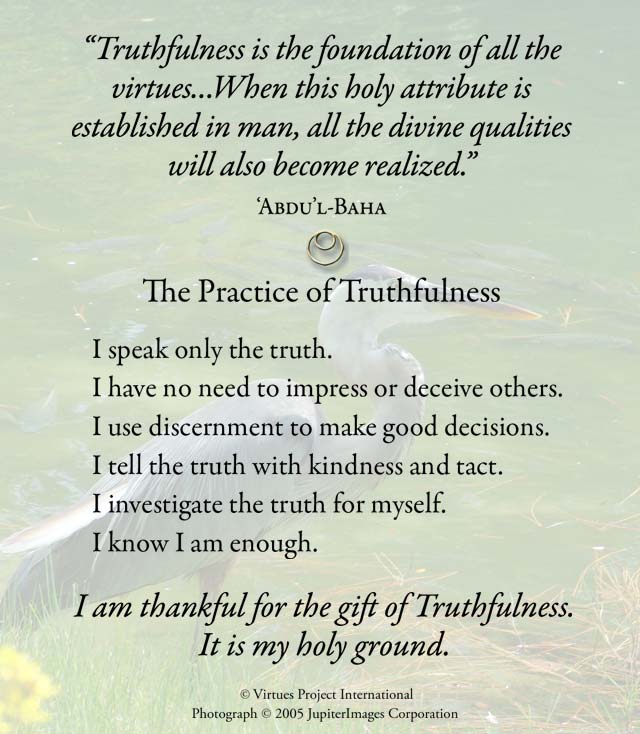 “Truthfulness is the foundation of all the
virtues...When this holy attribute is
established in man, all the divine qualities
will also become realized.”
‘Abdu’l-Baha
The Practice of Truthfulness
I speak only the truth.
I have no need to impress or deceive others.
I use discernment to make good decisions.
I tell the truth with kindness and tact.
I investigate the truth for myself.
I know I am enough.
I am thankful for the gift of Truthfulness.
It is my holy ground.
© Virtues Project International
Photograph © 2005 JupiterImages Corporation